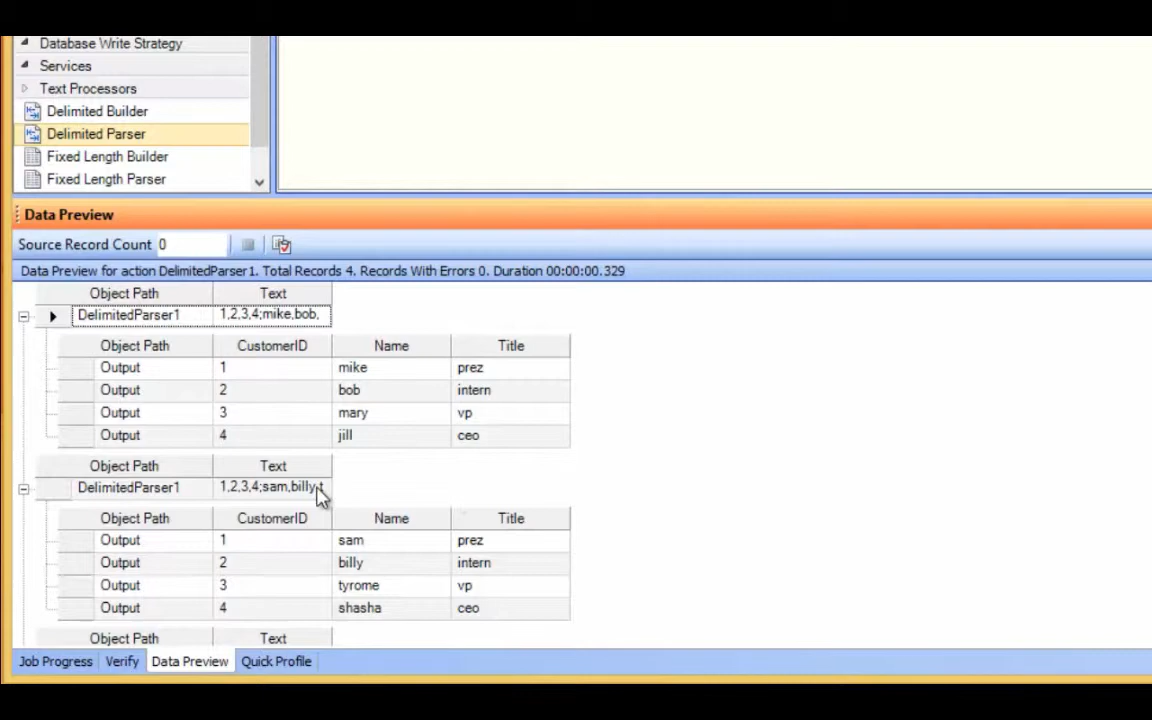 Database Write Strategy
Services
Text Processors
Delimited Builder
Delimited Parser
Fixed Length Builder
Fixed Length Parser
Data Preview
Source Record Count 0
Data Preview for action DelimitedParser1. Total Records 4. Records With Errors 0. Duration 00:00:00.329
Object Path Text
DelimitedParser1 1,2,3,4;mike,bob,
Object Path CustomerID Name Title
Output 1 mike prez
Output 2 bob intern
Output 3 mary vp
Output 4 jill ceo
Object Path Text
DelimitedParser1 1,2,3,4;sam,billy,t
Object Path CustomerID Name Title
Output 1 sam prez
Output 2 billy intern
Output 3 tyrome vp
Output 4 shasha ceo
Object Path Text
Job Progress Verify Data Preview Quick Profile